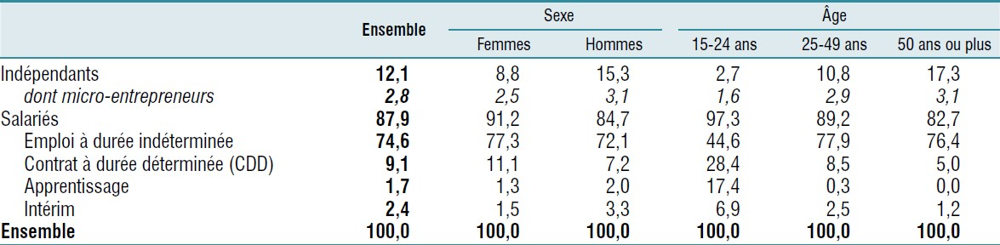 Ensemble Sexe Âge
Femmes Hommes 15-24 ans 25-49 ans 50 ans ou plus
Indépendants 12,1 8,8 15,3 2,7 10,8 17,3
dont micro-entrepreneurs 2,8 2,5 3,1 1,6 2,9 3,1
Salariés 87,9 91,2 84,7 97,3 89,2 82,7
Emploi à durée indéterminée 74,6 77,3 72,1 44,6 77,9 76,4
Contrat à durée déterminée (CDD) 9,1 11,1 7,2 28,4 8,5 5,0
Apprentissage 1,7 1,3 2,0 17,4 0,3 0,0
Intérim 2,4 1,5 3,3 6,9 2,5 1,2
Ensemble 100,0 100,0 100,0 100,0 100,0 100,0